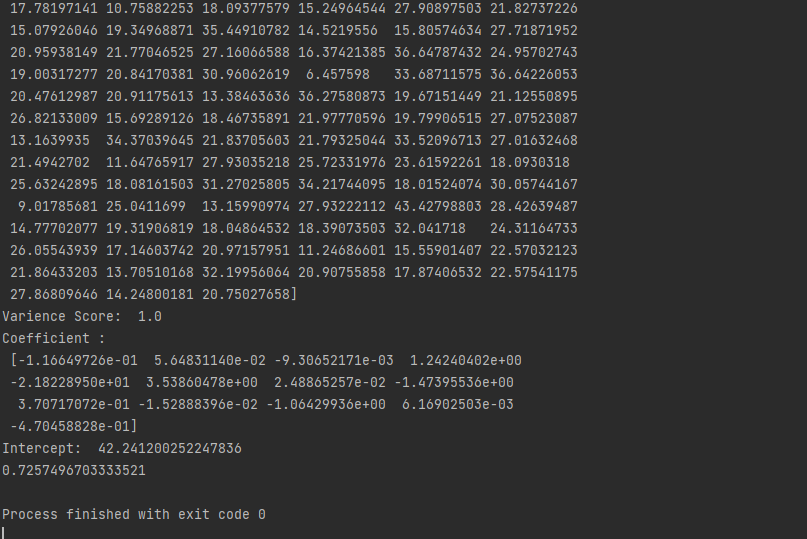 17.78197141 10.75882253 18.09377579 15.24964544 27.90897503 21.82737226
15.07926046 19.34968871 35.44910782 14.5219556  15.80574634 27.71871952
20.95938149 21.77046525 27.16066588 16.37421385 36.64787432 24.95702743
19.00317277 20.84170381 30.96062619  6.457598   33.68711575 36.64226053
20.47612987 20.91175613 13.38463636 36.27580873 19.67151449 21.12550895
26.82133009 15.69289126 18.46735891 21.97770596 19.79906515 27.07523087
13.1639935  34.37039645 21.83705603 21.79325044 33.52096713 27.01632468
21.4942702  11.64765917 27.93035218 25.72331976 23.61592261 18.0930318
25.63242895 18.08161503 31.27025805 34.21744095 18.01524074 30.05744167
9.01785681 25.0411699  13.15990974 27.93222112 43.42798803 28.42639487
14.77702077 19.31906819 18.04864532 18.39073503 32.041718   24.31164733
26.05543939 17.14603742 20.97157951 11.24686601 15.55901407 22.57032123
21.86433203 13.70510168 32.19956064 20.90755858 17.87406532 22.57541175
27.86809646 14.24800181 20.75027658]
Varience Score:  1.0
Coefficient :
[-1.16649726e-01  5.64831140e-02 -9.30652171e-03  1.24240402e+00
-2.18228950e+01  3.53860478e+00  2.48865257e-02 -1.47395536e+00
3.70717072e-01 -1.52888396e-02 -1.06429936e+00  6.16902503e-03
-4.70458828e-01]
Intercept:  42.241200252247836
0.7257496703333521
Process finished with exit code 0